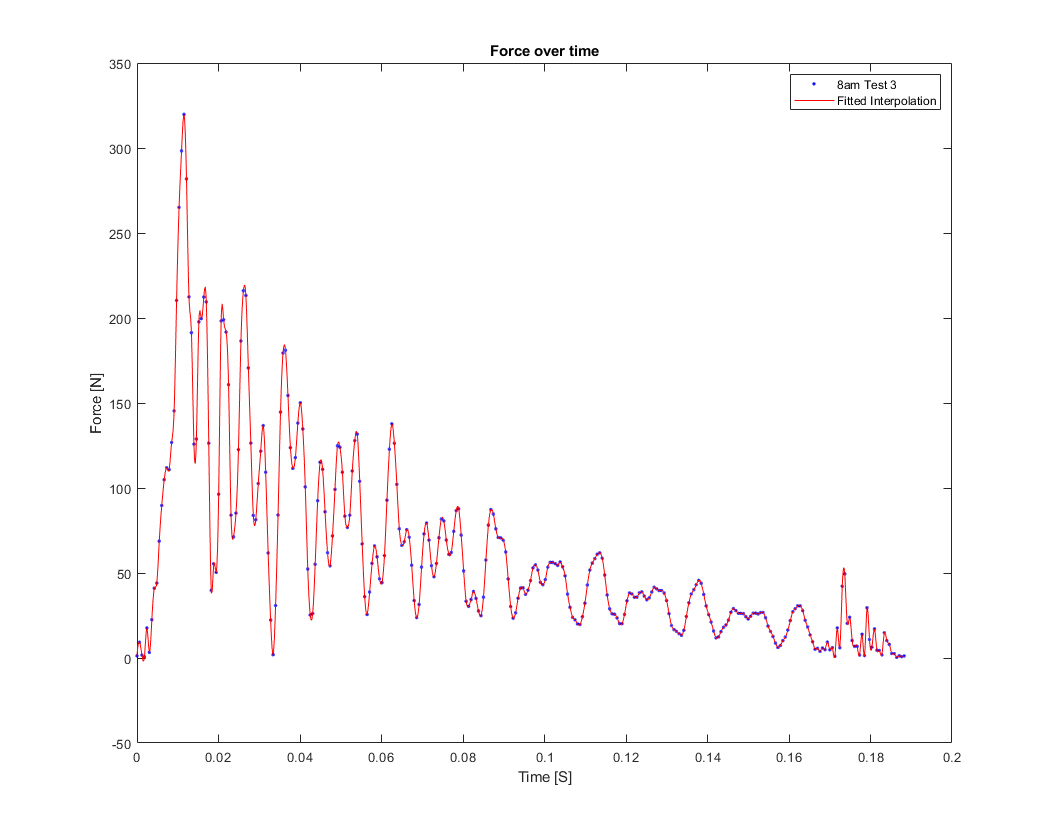 Force over time
350
8am Test 3
Fitted Interpolation
300
250
200
150
100
50
0
-50
Force [N]
0 0.02 0.04 0.06 0.08 0.1 0.12 0.14 0.16 0.18 0.2
Time [S]